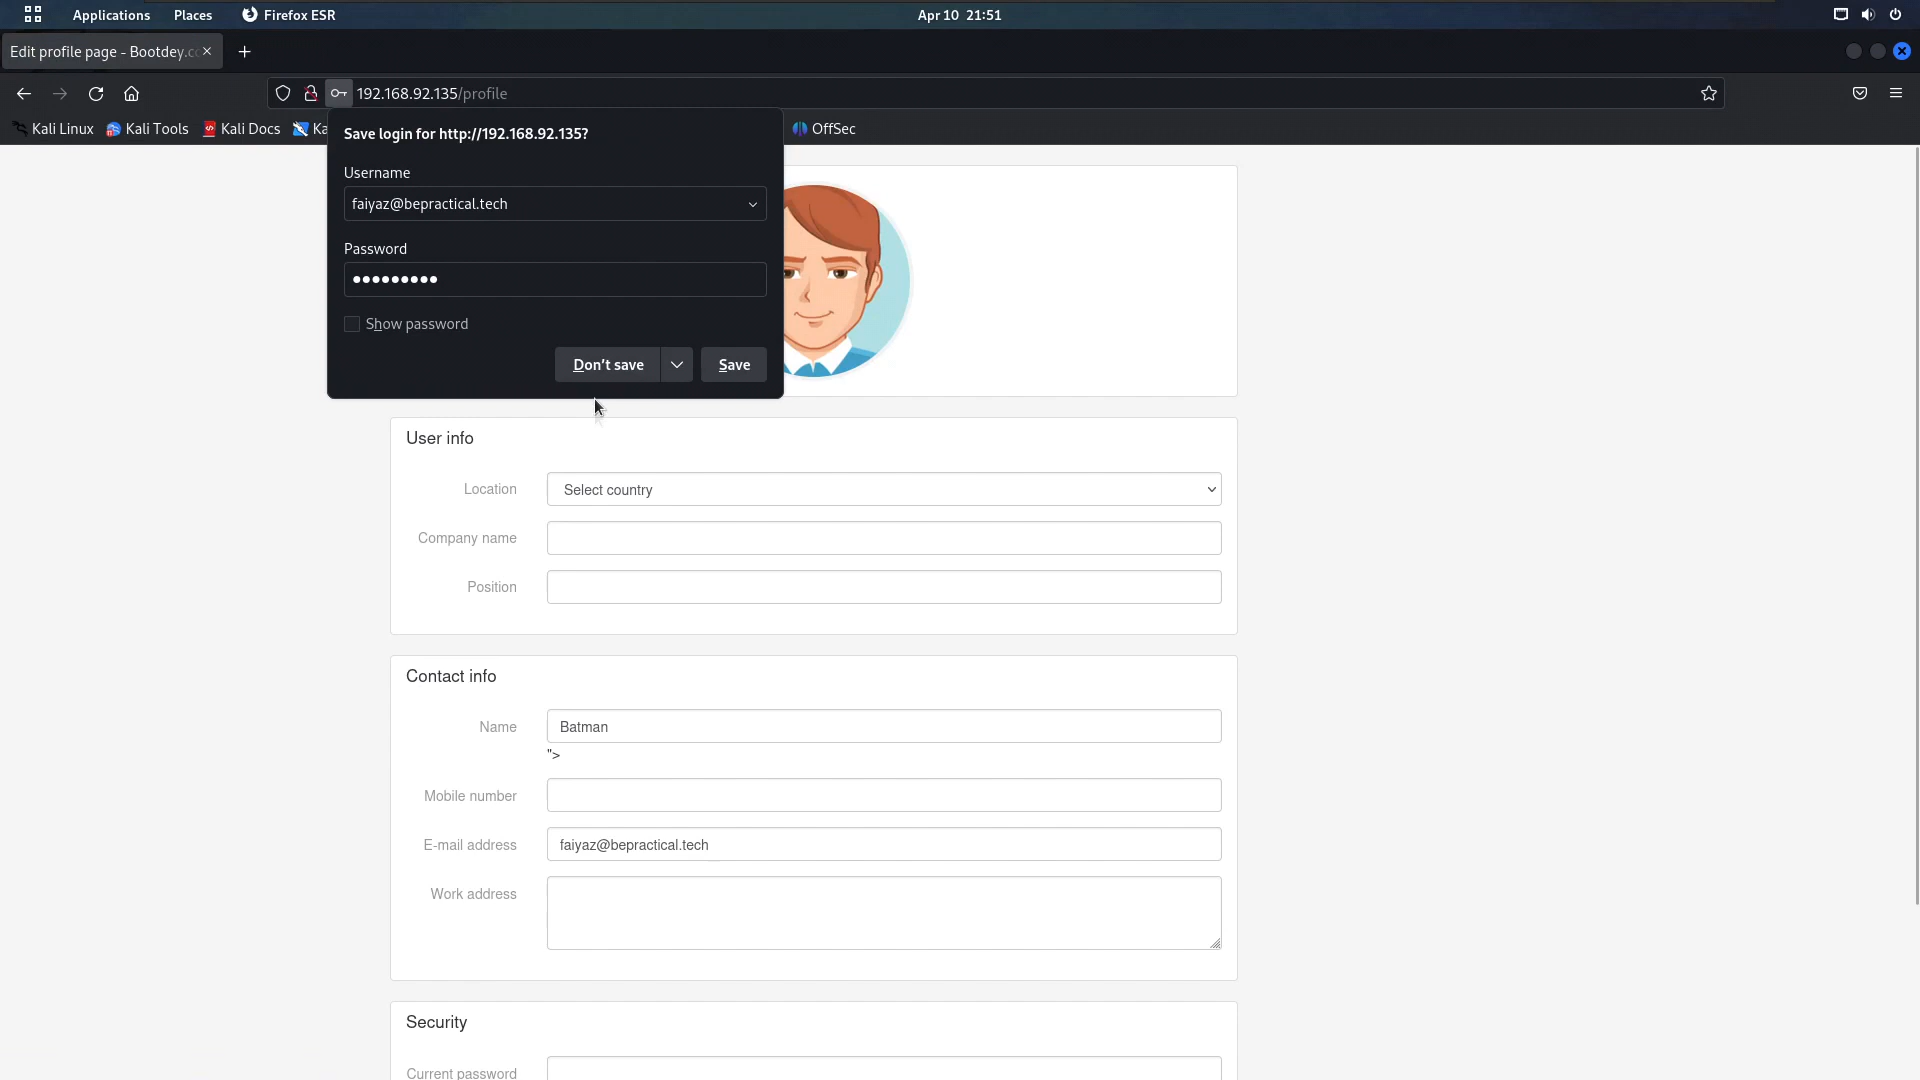 Applications Places Firefox ESR Apr 10 21:51
Edit profile page - Bootdey.c
192.168.92.135/profile
Kali Linux Kali Tools Kali Docs Ka OffSec
Save login for http://192.168.92.135?
Username
faiyaz@bepractical.tech
Password
•••••••••
Show password
Don't save Save
User info
Location Select country
Company name
Position
Contact info
Name Batman
">
Mobile number
E-mail address faiyaz@bepractical.tech
Work address
Security
Current password